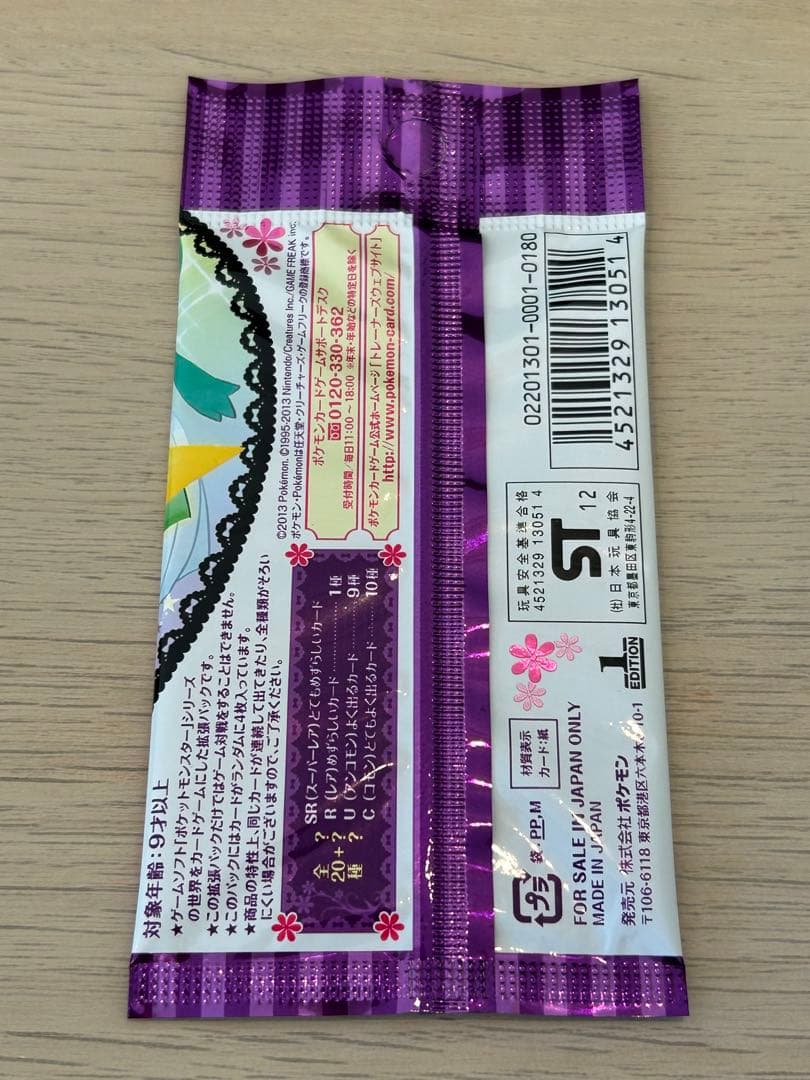 対象年齢:9才以上
★ゲームソフト「ポケットモンスター」シリーズ
の世界をカードゲームにした拡張パックです。
★この拡張パックだけではゲーム対戦をすることはできません。
★このパックにはカードがランダムに4枚入っています。
★商品の特性上、同じカードが連続して出てきたり、全種類がそろい
にくい場合がございますので、ご了承ください。
全
20+?
種
SR(スーパーレア)とてもめずらしいカード
R(レア)めずらしいカード 1種
U(アンコモン)よく出るカード 9種
C(コモン)とてもよく出るカード 10種
©2013 Pokémon. ©1995-2013 Nintendo/Creatures Inc./GAME FREAK inc.
ポケモン・Pokémonは任天堂・クリーチャーズ・ゲームフリークの登録商標です。
ポケモンカードゲームサポートデスク
0120-330-362
受付時間/毎日11:00~18:00 ※年末・年始などの特定日を除く
ポケモンカードゲーム公式ホームページ「トレーナーズウェブサイト」
http://www.pokemon-card.com/
02201301-0001-0180
4521329 130514
玩具安全基準合格
4521329 13051 4
ST 12
(社)日本玩具協会
東京都墨田区東駒形4-22-4
1
EDITION
材質表示
カード:紙
プラ
袋:PP,M
FOR SALE IN JAPAN ONLY
MADE IN JAPAN
発売元/株式会社ポケモン
〒106-6118 東京都港区六本木